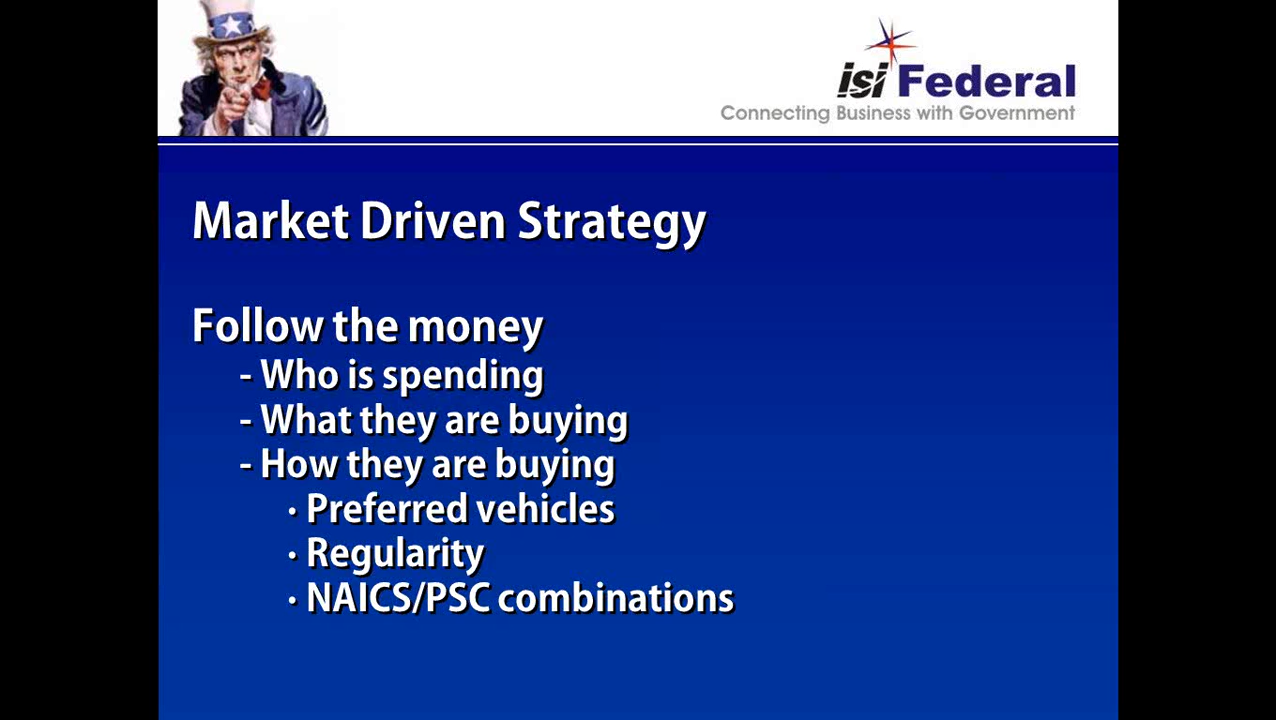 isi Federal
Connecting Business with Government
Market Driven Strategy
Follow the money
- Who is spending
- What they are buying
- How they are buying
· Preferred vehicles
· Regularity
· NAICS/PSC combinations